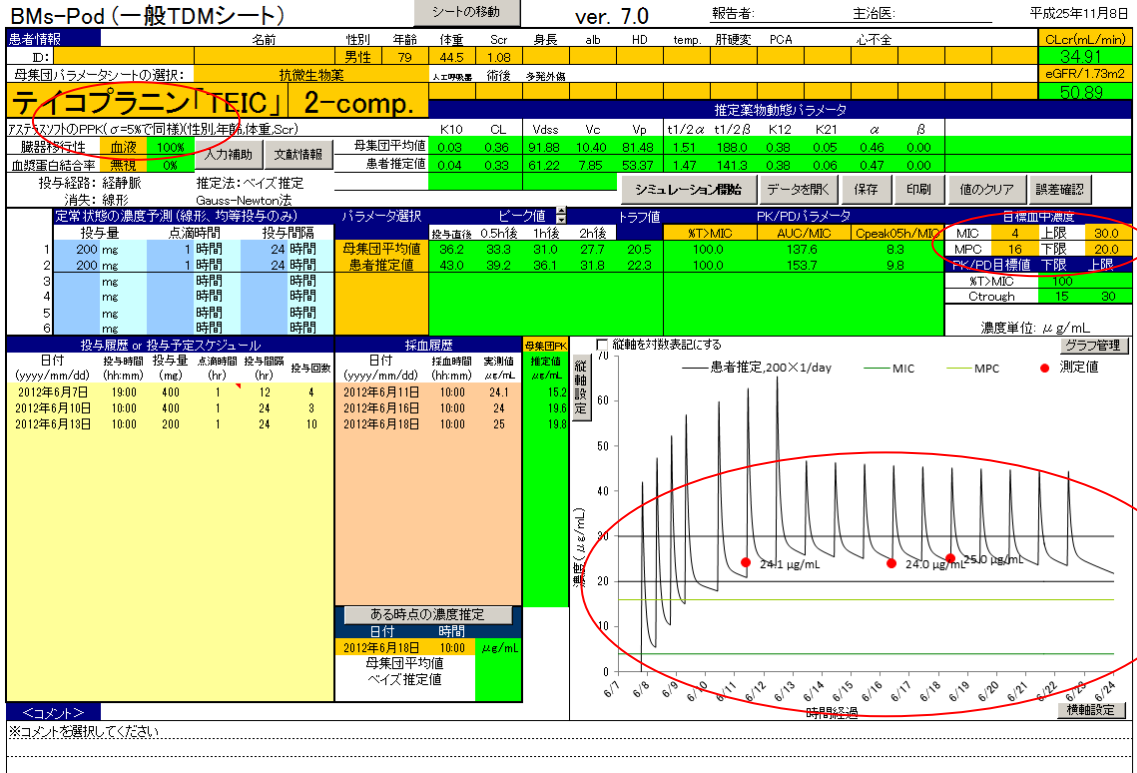 BMs-Pod (一般TDMシート) シートの移動 ver. 7.0 報告者: 主治医: 平成25年11月8日
患者情報 名前 性別 年齢 体重 Scr 身長 alb HD temp. 肝硬変 PCA 心不全 CLcr(mL/min)
ID: 男性 79 44.5 1.08 34.91
母集団パラメータシートの選択: 抗微生物薬 人工呼吸器 術後 多発外傷 eGFR/1.73m2
50.89
テイコプラニン「TEIC」 2-comp. 推定薬物動態パラメータ
アステラスソフトのPPK(σ=5%で同様)(性別,年齢,体重,Scr) K10 CL Vdss Vc Vp t1/2α t1/2β K12 K21 α β
臓器移行性 血液 100% 入力補助 文献情報 母集団平均値 0.03 0.36 91.88 10.40 81.48 1.51 188.0 0.38 0.05 0.46 0.00
血漿蛋白結合率 無視 0% 患者推定値 0.04 0.33 61.22 7.85 53.37 1.47 141.3 0.38 0.06 0.47 0.00
投与経路: 経静脈 推定法: ベイズ推定 シミュレーション開始 データを開く 保存 印刷 値のクリア 誤差確認
消失: 線形 Gauss-Newton法
定常状態の濃度予測 (線形、均等投与のみ) パラメータ選択 ピーク値 トラフ値 PK/PDパラメータ 目標血中濃度
投与量 点滴時間 投与間隔 投与直後 0.5h後 1h後 2h後 %T>MIC AUC/MIC Cpeak05h/MIC MIC 4 上限 30.0
1 200 mg 1 時間 24 時間 母集団平均値 36.2 33.3 31.0 27.7 20.5 100.0 137.6 8.3 MPC 16 下限 20.0
2 200 mg 1 時間 24 時間 患者推定値 43.0 39.2 36.1 31.8 22.3 100.0 153.7 9.8 PK/PD目標値 下限 上限
3 mg 時間 時間 %T>MIC 100
4 mg 時間 時間 Ctrough 15 30
5 mg 時間 時間
6 mg 時間 時間 濃度単位: μg/mL
投与履歴 or 投与予定スケジュール 採血履歴 母集団PK 縦軸を対数表記にする グラフ管理
日付 投与時間 投与量 点滴時間 投与間隔 投与回数 日付 採血時間 実測値 推定値
(yyyy/mm/dd) (hh:mm) (mg) (hr) (hr) (yyyy/mm/dd) (hh:mm) μg/mL μg/mL
2012年6月7日 19:00 400 1 12 4 2012年6月11日 10:00 24.1 15.2
2012年6月10日 10:00 400 1 24 3 2012年6月16日 10:00 24 19.6
2012年6月13日 10:00 200 1 24 10 2012年6月18日 10:00 25 19.8
縦軸設定
患者推定,200×1/day MIC MPC 測定値
70
60
50
40
30
20
10
0
濃度(μg/mL)
24.1 μg/mL 24.0 μg/mL 25.0 μg/mL
6/7 6/8 6/9 6/10 6/12 6/13 6/14 6/15 6/16 6/17 6/18 6/19 6/20 6/21 6/22 6/23 6/24
時間経過
横軸設定
ある時点の濃度推定
日付 時間
2012年6月18日 10:00 μg/mL
母集団平均値
ベイズ推定値
<コメント>
※コメントを選択してください